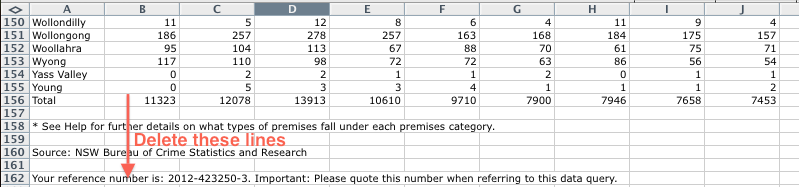 A B C D E F G H I J
150 Wollondilly 11 5 12 8 6 4 11 9 4
151 Wollongong 186 257 278 257 163 168 184 175 157
152 Woollahra 95 104 113 67 88 70 61 75 71
153 Wyong 117 110 98 72 72 63 86 56 54
154 Yass Valley 0 2 2 1 1 2 0 1 1
155 Young 0 5 3 3 4 1 1 1 2
156 Total 11323 12078 13913 10610 9710 7900 7946 7658 7453
157
158 * See Help for further details on what types of premises fall under each premises category.
159
Delete these lines
160 Source: NSW Bureau of Crime Statistics and Research
161
162 Your reference number is: 2012-423250-3. Important: Please quote this number when referring to this data query.